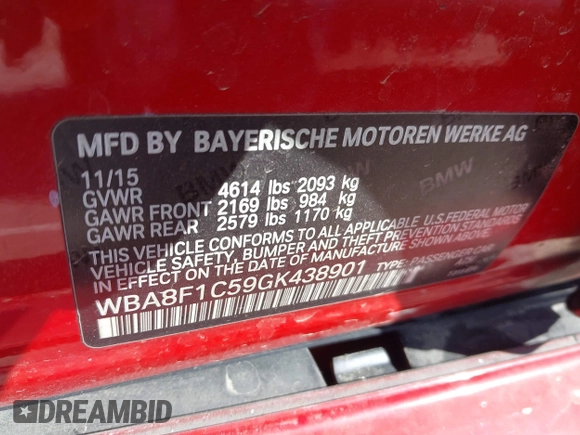 MFD BY BAYERISCHE MOTOREN WERKE AG
11/15
GVWR 4614 lbs 2093 kg
GAWR FRONT 2169 lbs 984 kg
GAWR REAR 2579 lbs 1170 kg
THIS VEHICLE CONFORMS TO ALL APPLICABLE U.S.FEDERAL MOTOR
VEHICLE SAFETY, BUMPER AND THEFT PREVENTION STANDARDS
IN EFFECT ON THE DATE OF MANUFACTURE SHOWN ABOVE.
WBA8F1C59GK438901 TYPE: PASSENGER CAR
BMW
DREAMBID